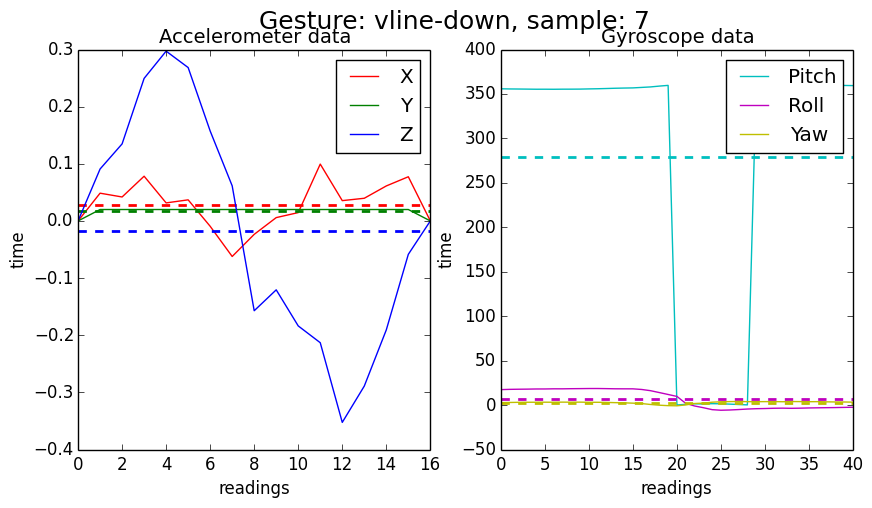 Gesture: vline-down, sample: 7
Accelerometer data
0.3
0.2
0.1
0.0
−0.1
−0.2
−0.3
−0.4
time
0 2 4 6 8 10 12 14 16
readings
X
Y
Z
Gyroscope data
400
350
300
250
200
150
100
50
0
−50
time
0 5 10 15 20 25 30 35 40
readings
Pitch
Roll
Yaw